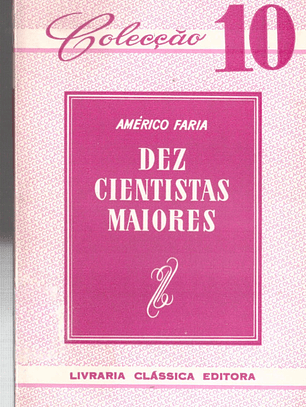 Colecção 10
AMÉRICO FARIA
DEZ
CIENTISTAS
MAIORES
LIVRARIA CLÁSSICA EDITORA